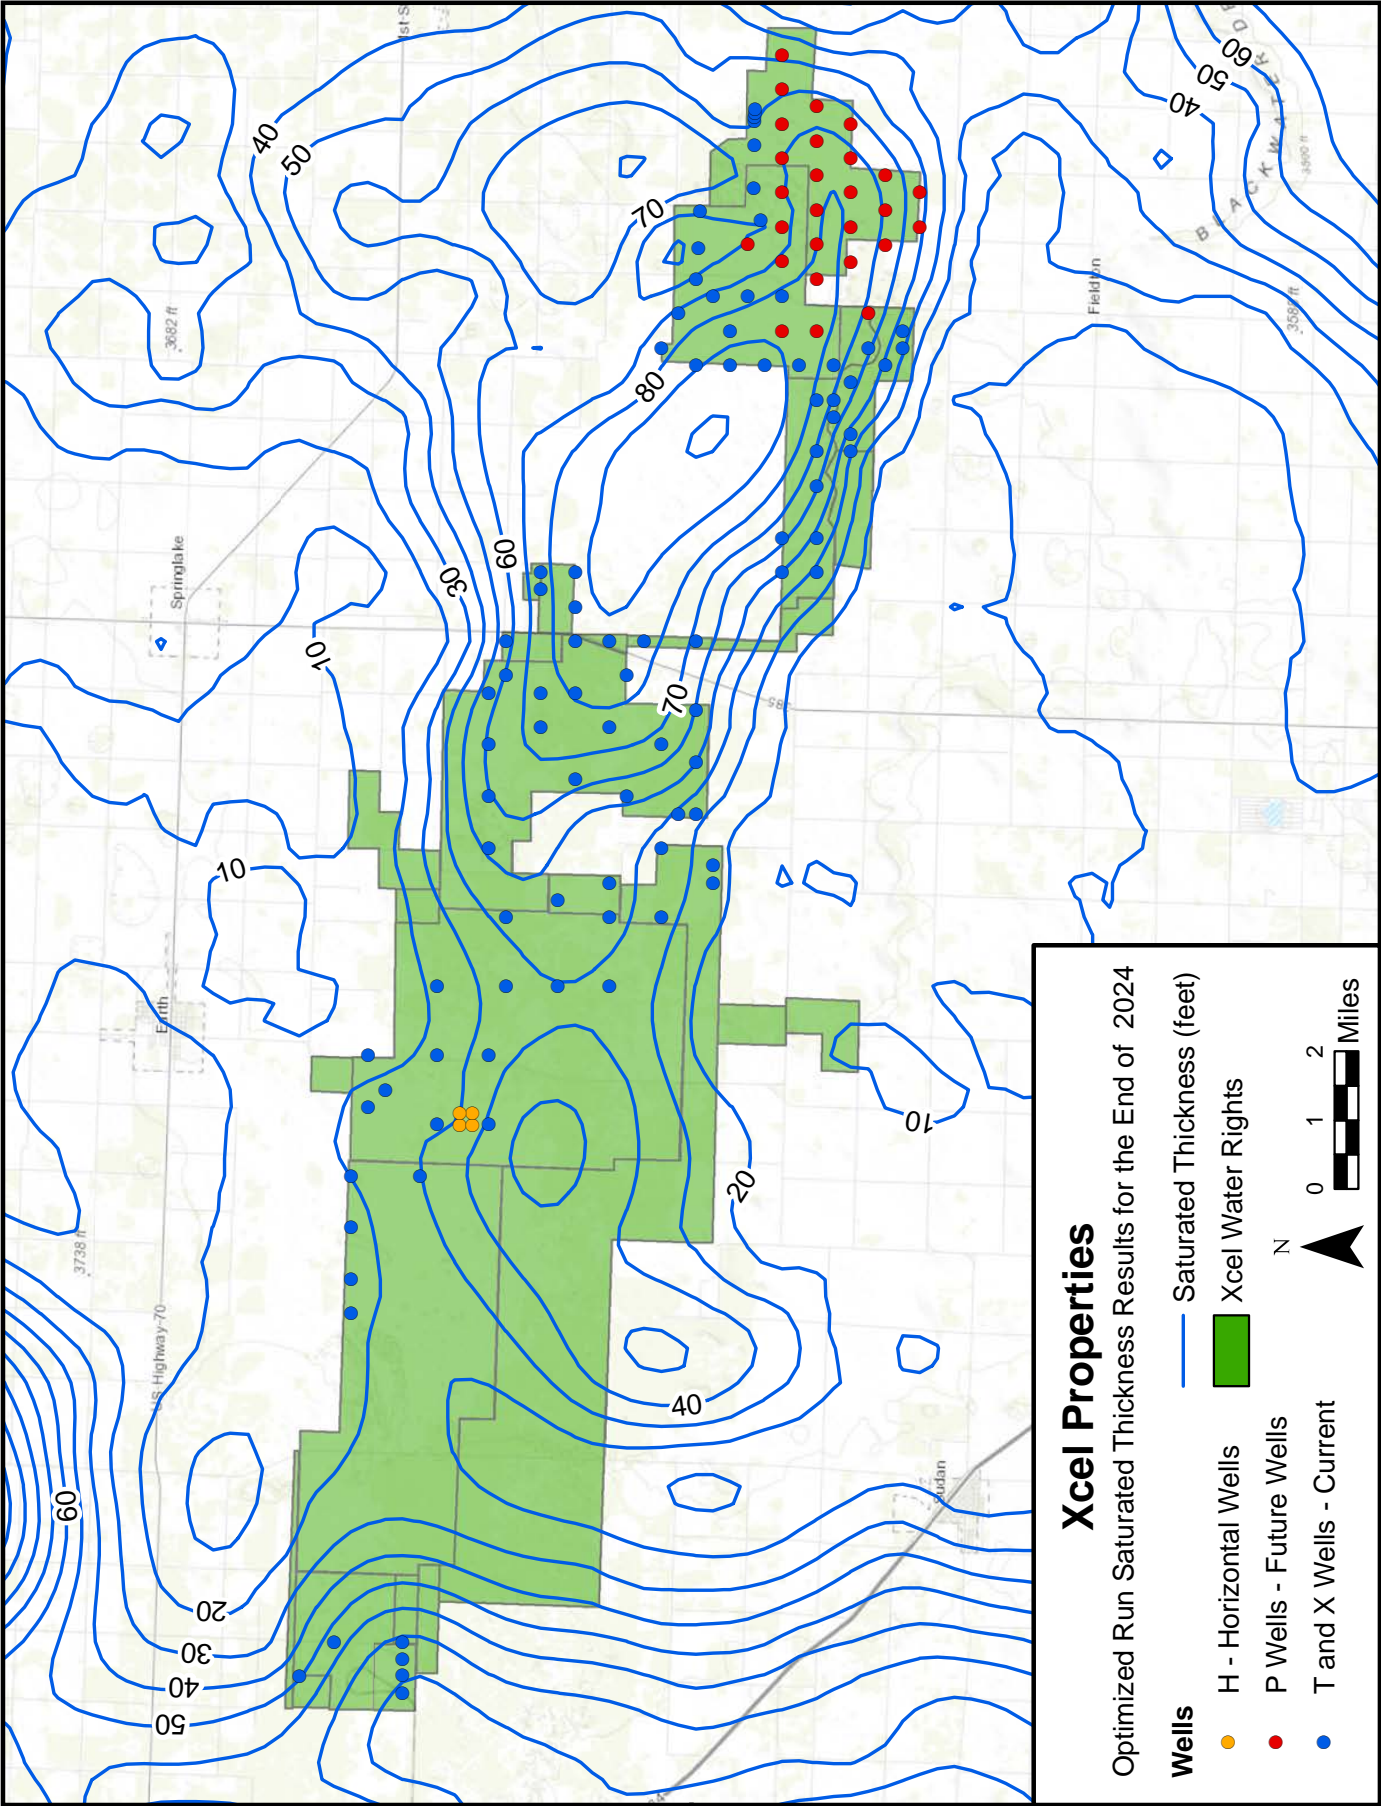 Xcel Properties
Optimized Run Saturated Thickness Results for the End of 2024
Wells
H - Horizontal Wells
P Wells - Future Wells
T and X Wells - Current
Saturated Thickness (feet)
Xcel Water Rights
N
0 1 2
Miles
60
50
40
30
20
50
40
70
80
60
30
70
10
10
10
20
40
40
50
60
US Highway-70
3738 ft
Earth
Springlake
3682 ft
Sudan
385
Fieldton
BLACKWATER
3590 ft